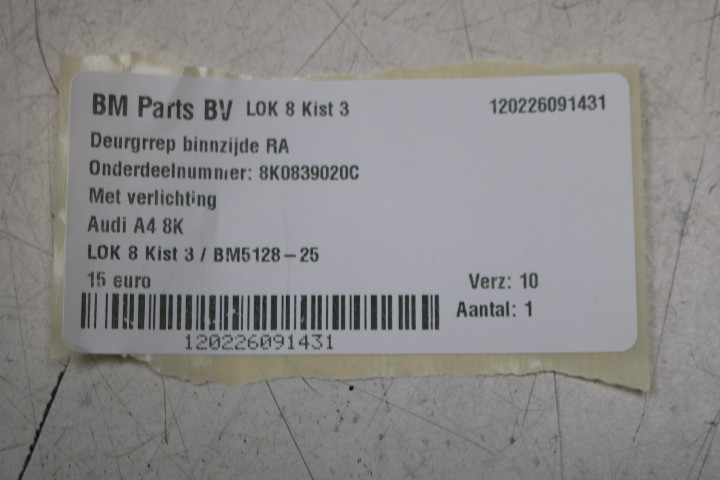 BM Parts BV LOK 8 Kist 3 120226091431
Deurgrrep binnzijde RA
Onderdeelnummer: 8K0839020C
Met verlichting
Audi A4 8K
LOK 8 Kist 3 / BM5128-25
15 euro Verz: 10
Aantal: 1
120226091431